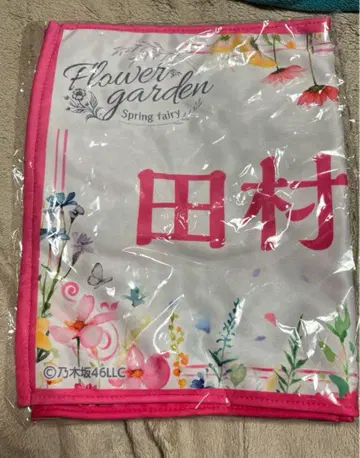 Flower
garden
Spring fairy
田村
©乃木坂46LLC